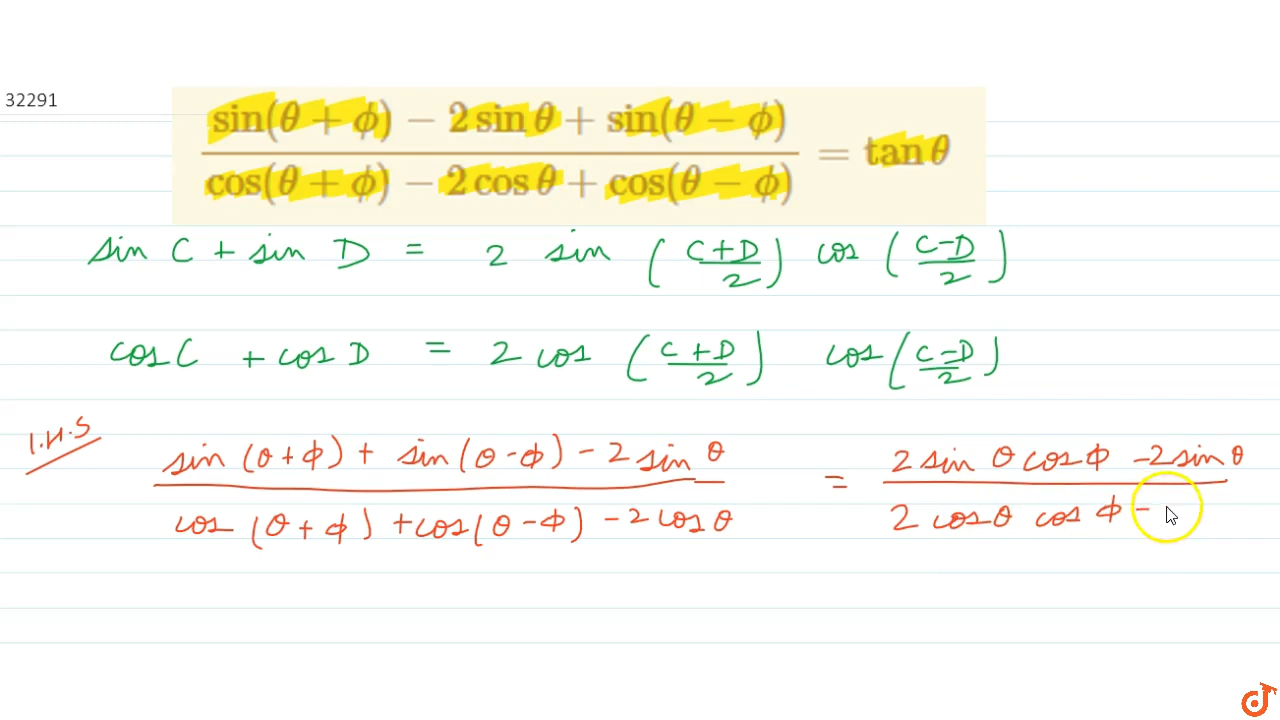 32291
sin(θ + ϕ) − 2 sin θ + sin(θ − ϕ)
cos(θ + ϕ) − 2 cos θ + cos(θ − ϕ)
= tan θ
sin C + sin D = 2 sin (C+D/2) cos (C-D/2)
cos C + cos D = 2 cos (C+D/2) cos (C-D/2)
L.H.S
sin (θ+ϕ) + sin(θ-ϕ) - 2 sin θ
cos (θ+ϕ) + cos(θ-ϕ) - 2 cos θ
=
2 sin θ cos ϕ - 2 sin θ
2 cos θ cos ϕ -